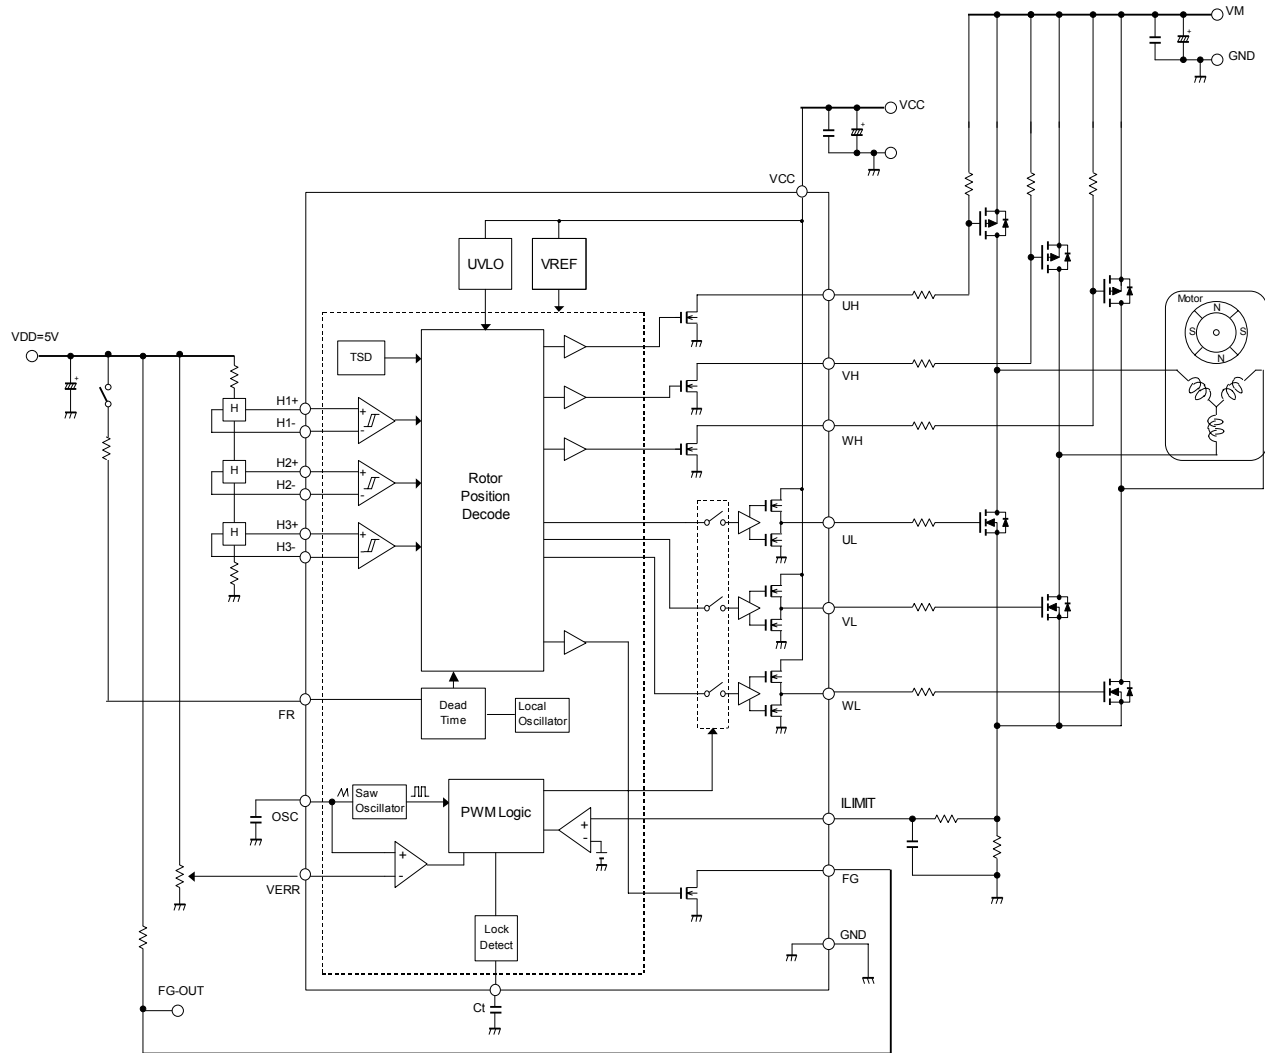 VM
GND
VCC
VCC
UVLO
VREF
UH
Motor
N
S
S
N
VDD=5V
TSD
VH
H1+
H
H1-
WH
H2+
H
H2-
Rotor
Position
Decode
H3+
H
H3-
UL
VL
WL
FR
Dead
Time
Local
Oscillator
OSC
Saw
Oscillator
PWM Logic
ILIMIT
+
-
+
-
+
-
+
-
+
-
+
+
+
VERR
FG
Lock
Detect
GND
FG-OUT
Ct